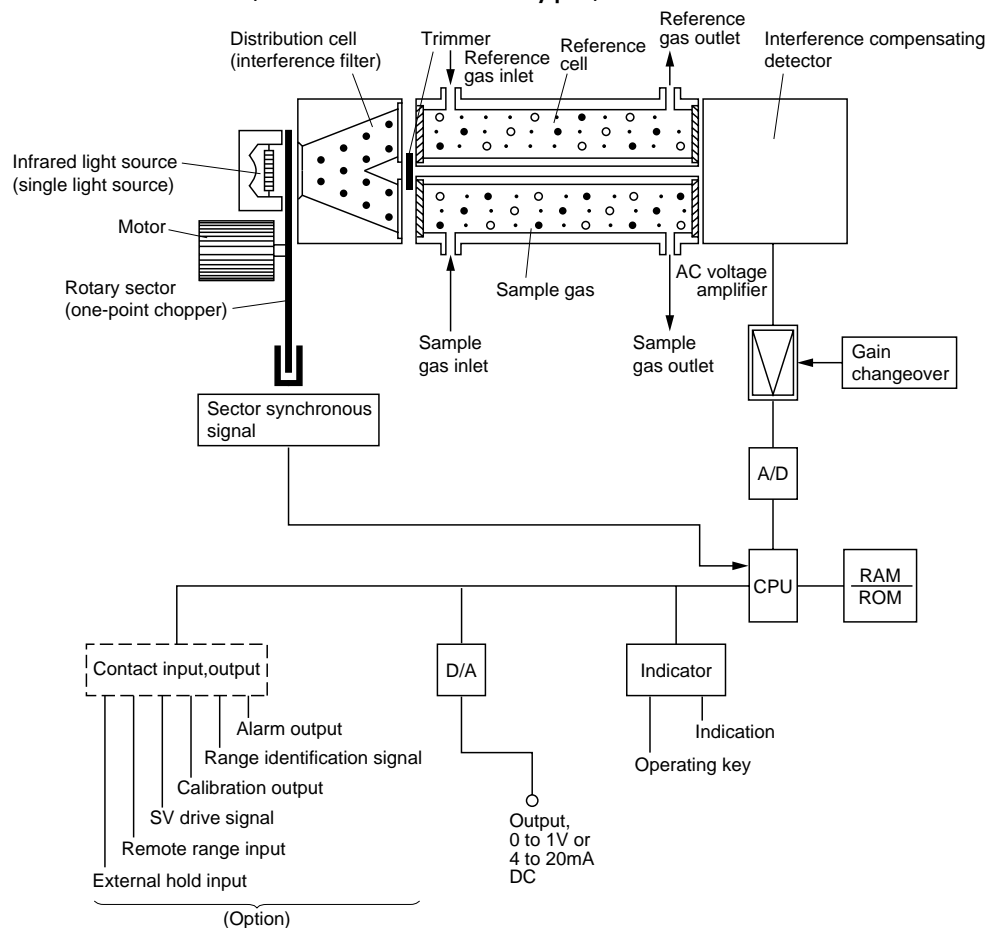 Distribution cell
(interference filter)
Trimmer
Reference
gas inlet
Reference
cell
Reference
gas outlet
Interference compensating
detector
Infrared light source
(single light source)
Motor
Rotary sector
(one-point chopper)
Sample gas
AC voltage
amplifier
Sample
gas inlet
Sample
gas outlet
Gain
changeover
Sector synchronous
signal
A/D
CPU
RAM
ROM
Contact input,output
D/A
Indicator
Alarm output
Range identification signal
Calibration output
SV drive signal
Remote range input
External hold input
(Option)
Indication
Operating key
Output,
0 to 1V or
4 to 20mA
DC